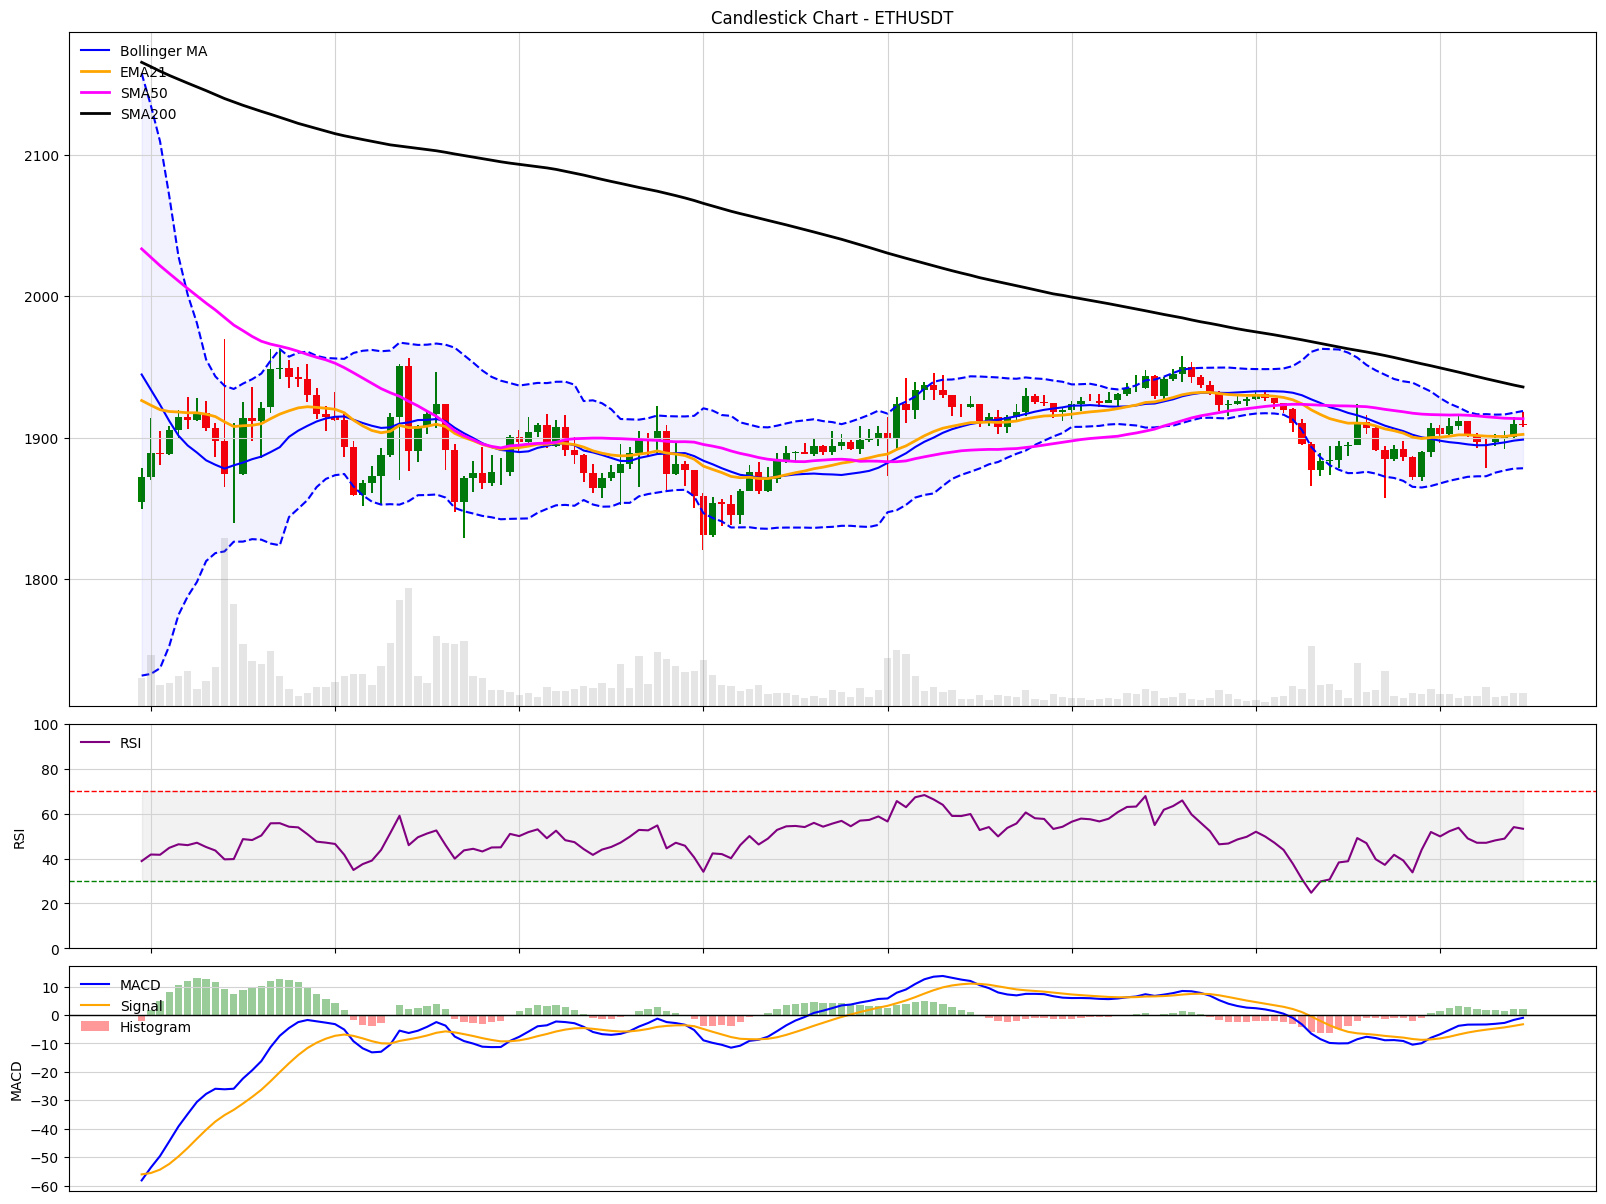 Candlestick Chart - ETHUSDT
Bollinger MA
EMA21
SMA50
SMA200
2100
2000
1900
1800
100
80
60
40
20
0
RSI
RSI
10
0
−10
−20
−30
−40
−50
−60
MACD
MACD
Signal
Histogram